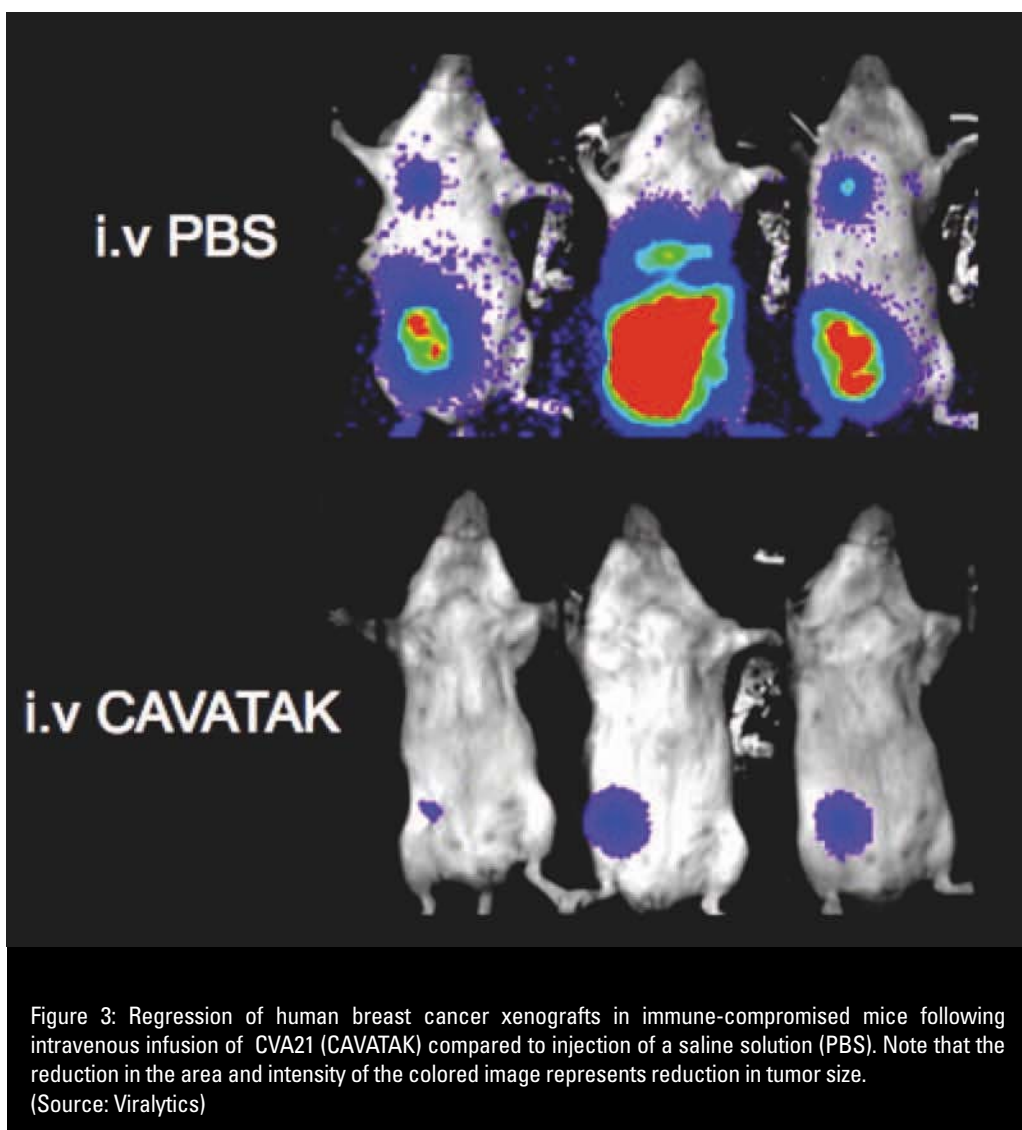 i.v PBS
i.v CAVATAK
Figure 3: Regression of human breast cancer xenografts in immune-compromised mice following
intravenous infusion of CVA21 (CAVATAK) compared to injection of a saline solution (PBS). Note that the
reduction in the area and intensity of the colored image represents reduction in tumor size.
(Source: Viralytics)